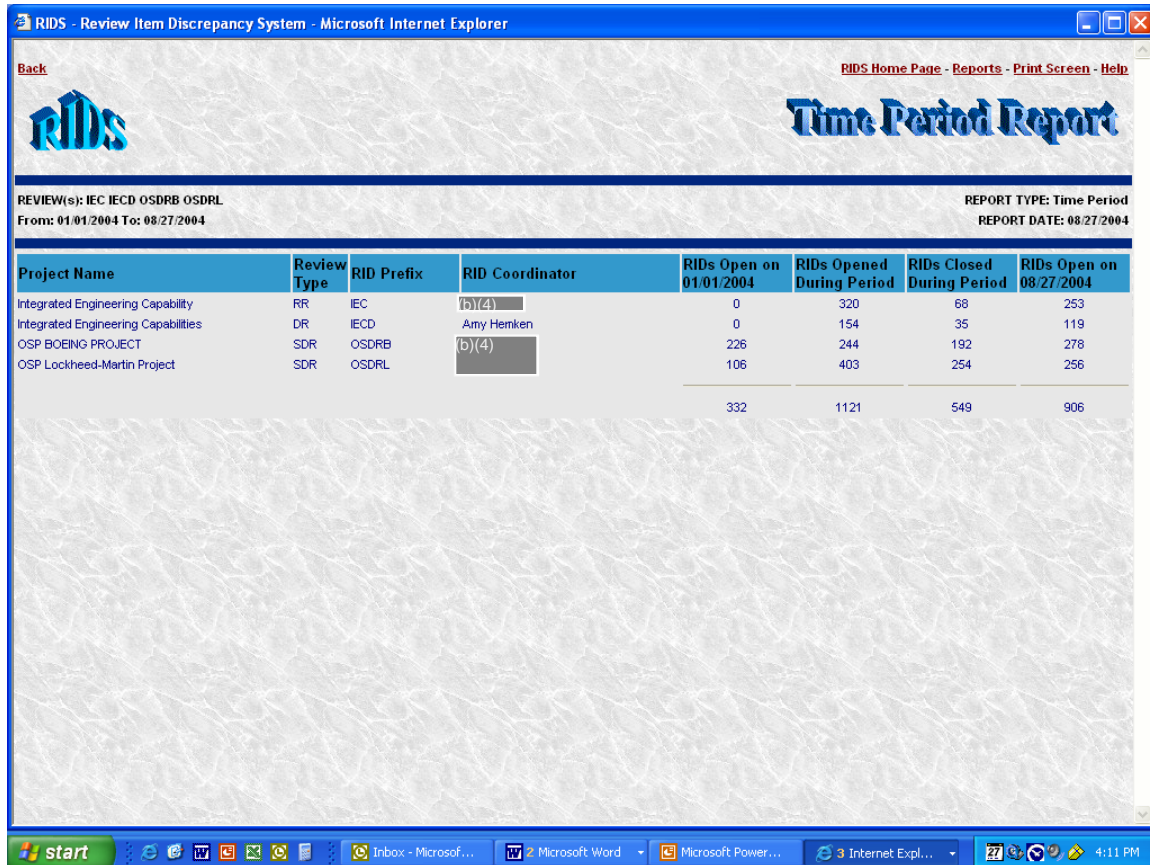 RIDS - Review Item Discrepancy System - Microsoft Internet Explorer
Back
RIDS Home Page - Reports - Print Screen - Help
RIDS
Time Period Report
REVIEW(s): IEC IECD OSDRB OSDRL
REPORT TYPE: Time Period
From: 01/01/2004 To: 08/27/2004
REPORT DATE: 08/27/2004
Project Name Review Type RID Prefix RID Coordinator RIDs Open on 01/01/2004 RIDs Opened During Period RIDs Closed During Period RIDs Open on 08/27/2004
Integrated Engineering Capability RR IEC (b)(4) 0 320 68 253
Integrated Engineering Capabilities DR IECD Amy Hemken 0 154 35 119
OSP BOEING PROJECT SDR OSDRB (b)(4) 226 244 192 278
OSP Lockheed-Martin Project SDR OSDRL 106 403 254 256
332 1121 549 906
start Inbox - Microsof... 2 Microsoft Word Microsoft Power... 3 Internet Expl... 27 4:11 PM